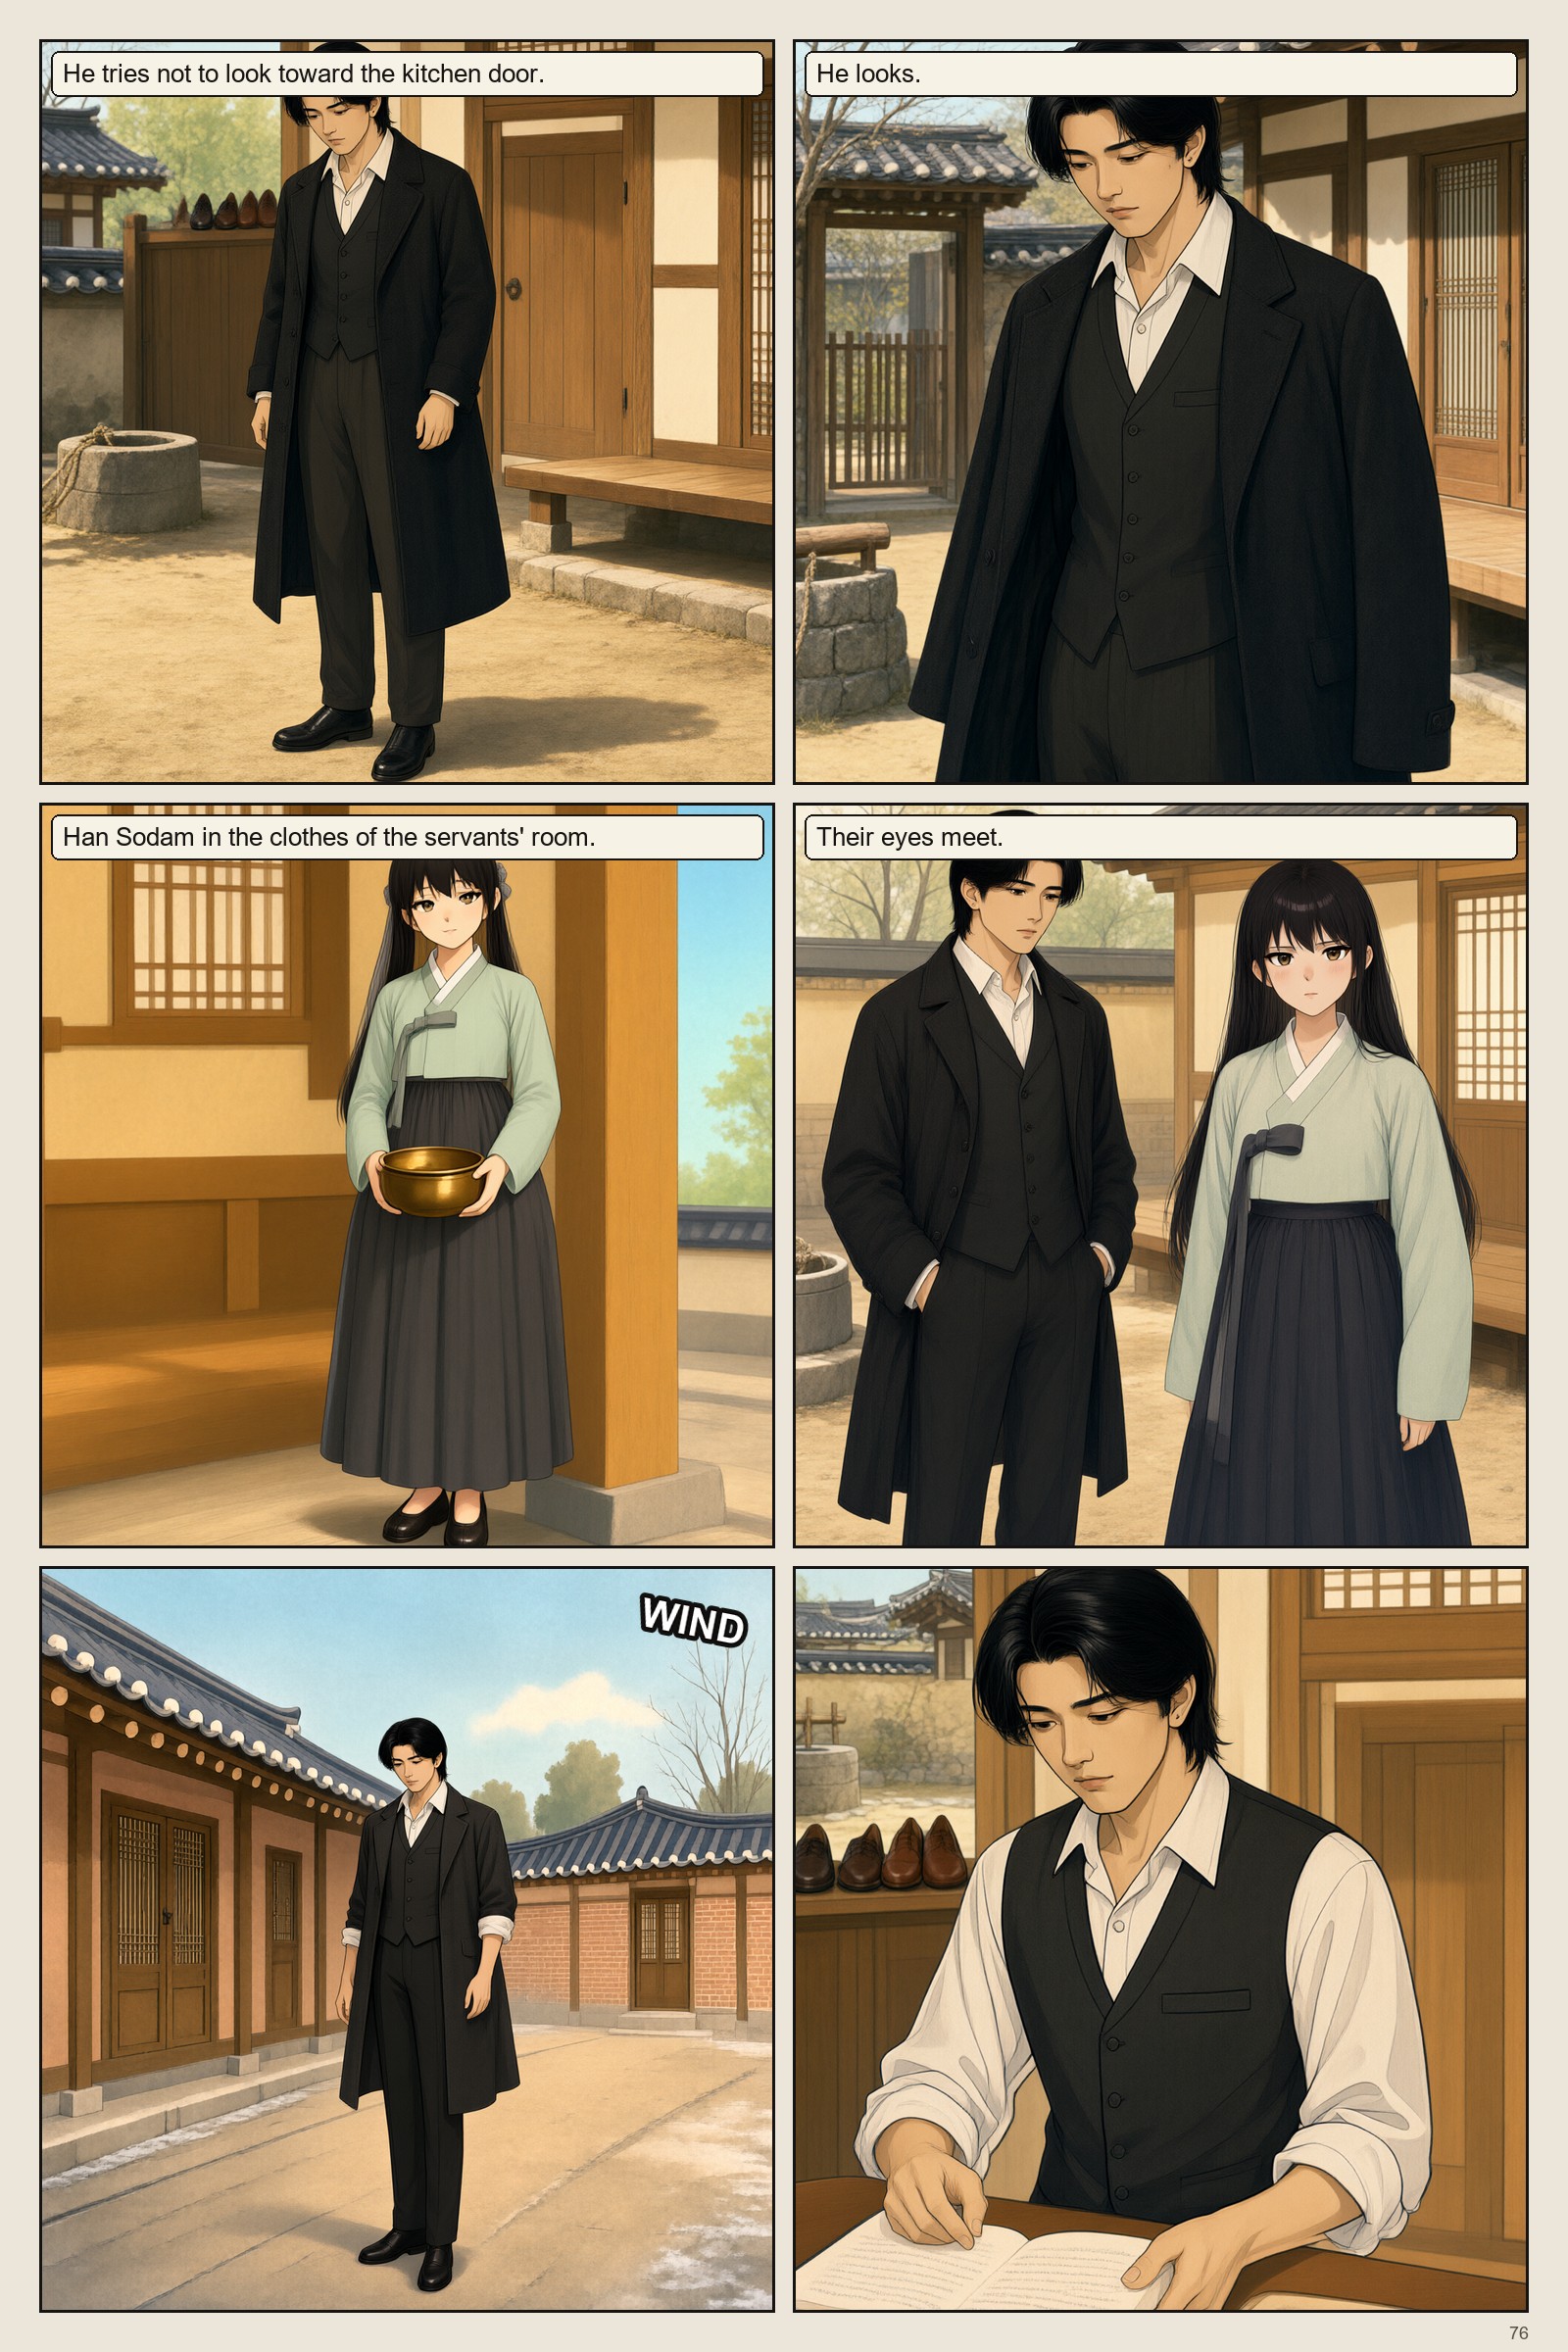 He tries not to look toward the kitchen door.
He looks.
Han Sodam in the clothes of the servants' room.
Their eyes meet.
WIND
76